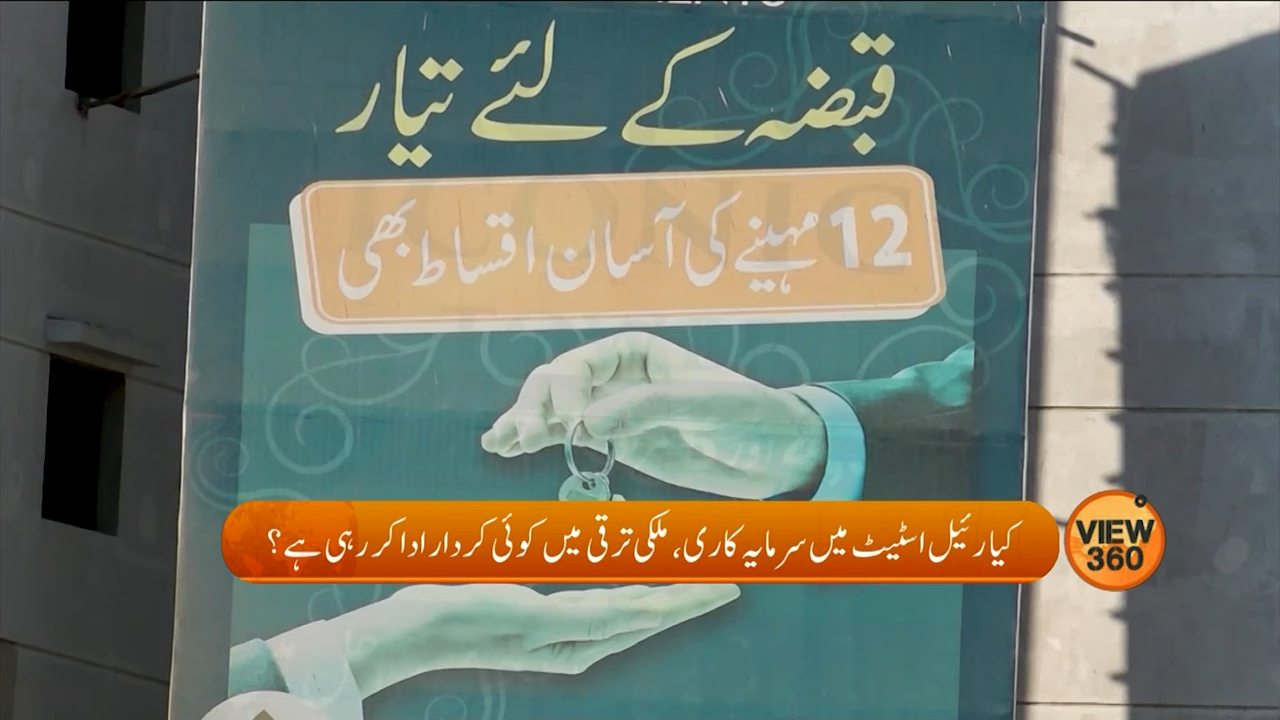 قبضہ کے لئے تیار
12 مہینے کی آسان اقساط بھی
کیا رئیل اسٹیٹ میں سرمایہ کاری، ملکی ترقی میں کوئی کردار ادا کر رہی ہے؟
VIEW
360°